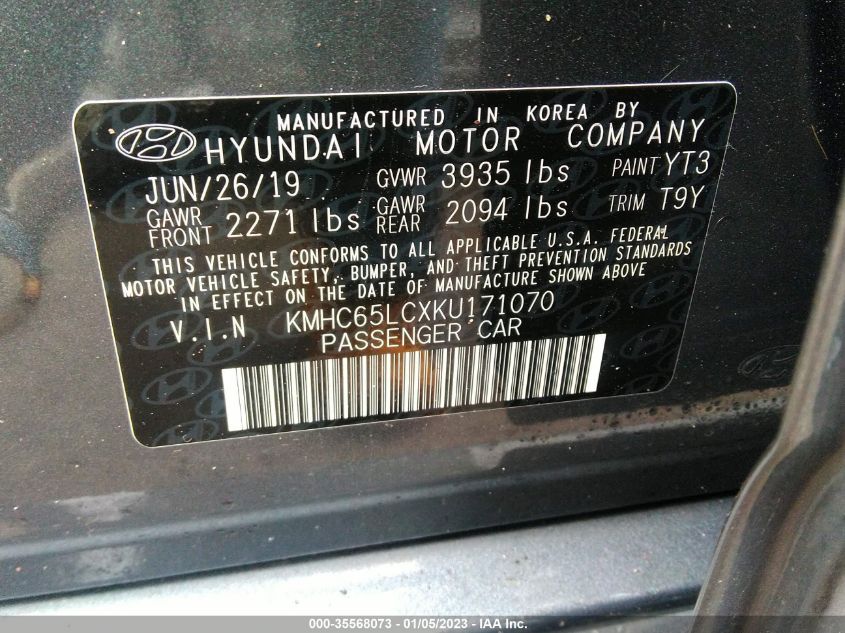 MANUFACTURED IN KOREA BY
HYUNDAI MOTOR COMPANY
JUN/26/19 GVWR 3935 lbs PAINT YT3
GAWR FRONT 2271 lbs GAWR REAR 2094 lbs TRIM T9Y
THIS VEHICLE CONFORMS TO ALL APPLICABLE U.S.A. FEDERAL
MOTOR VEHICLE SAFETY, BUMPER, AND THEFT PREVENTION STANDARDS
IN EFFECT ON THE DATE OF MANUFACTURE SHOWN ABOVE
V.I.N KMHC65LCXKU171070
PASSENGER CAR
000-35568073 - 01/05/2023 - IAA Inc.